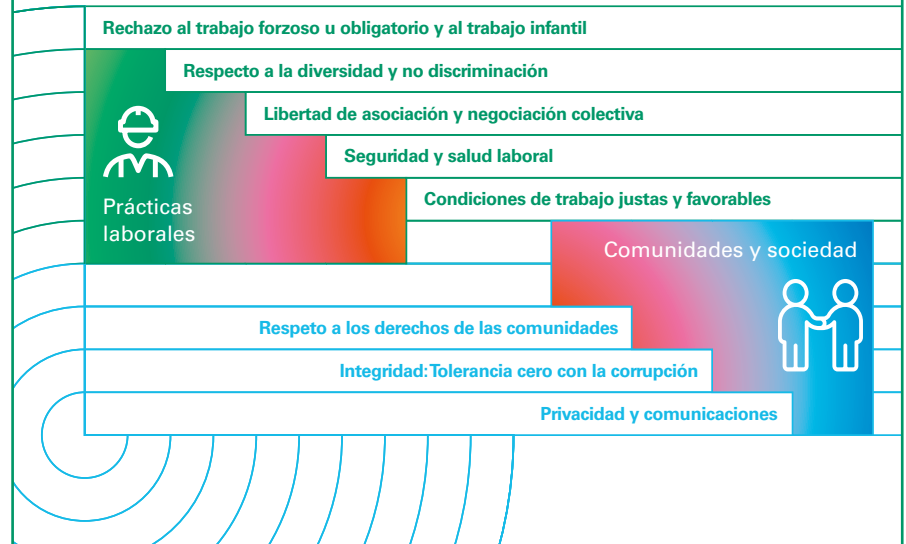 Rechazo al trabajo forzoso u obligatorio y al trabajo infantil
Respecto a la diversidad y no discriminación
Libertad de asociación y negociación colectiva
Seguridad y salud laboral
Condiciones de trabajo justas y favorables
Prácticas
laborales
Comunidades y sociedad
Respeto a los derechos de las comunidades
Integridad: Tolerancia cero con la corrupción
Privacidad y comunicaciones